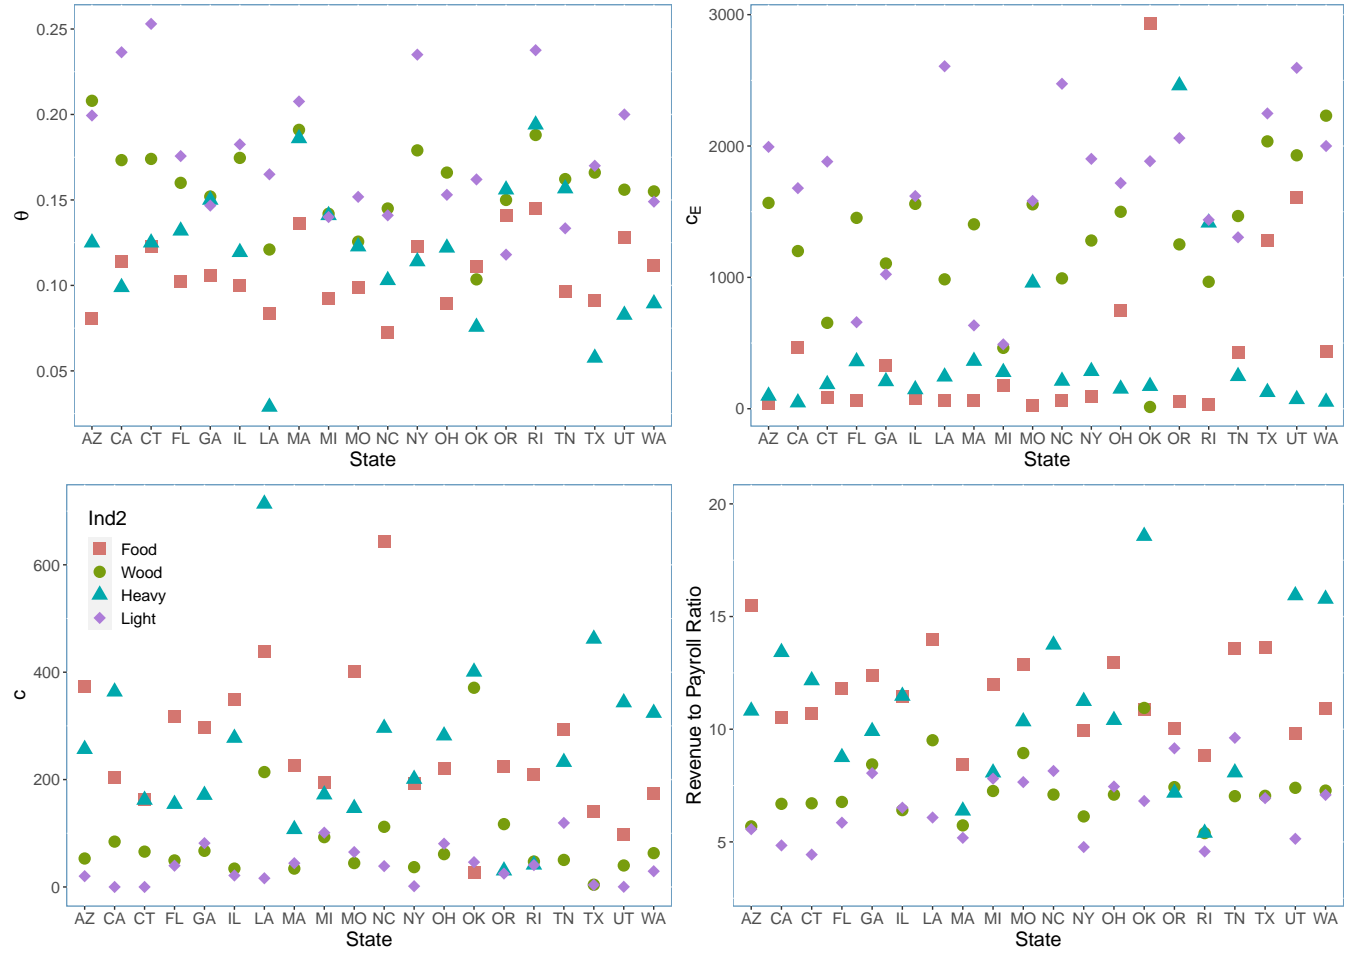 0.25
0.20
0.15
0.10
0.05
θ
AZ CA CT FL GA IL LA MA MI MO NC NY OH OK OR RI TN TX UT WA
State
3000
2000
1000
0
cE
AZ CA CT FL GA IL LA MA MI MO NC NY OH OK OR RI TN TX UT WA
State
600
400
200
0
c
Ind2
Food
Wood
Heavy
Light
AZ CA CT FL GA IL LA MA MI MO NC NY OH OK OR RI TN TX UT WA
State
20
15
10
5
Revenue to Payroll Ratio
AZ CA CT FL GA IL LA MA MI MO NC NY OH OK OR RI TN TX UT WA
State